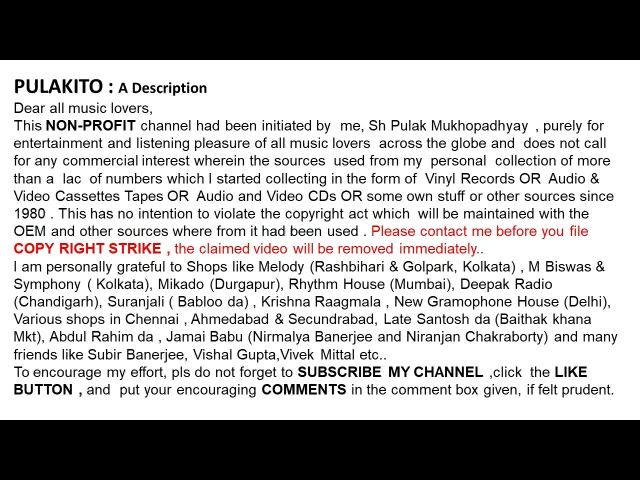 PULAKITO : A Description
Dear all music lovers,
This NON-PROFIT channel had been initiated by me, Sh Pulak Mukhopadhyay , purely for
entertainment and listening pleasure of all music lovers across the globe and does not call
for any commercial interest wherein the sources used from my personal collection of more
than a lac of numbers which I started collecting in the form of Vinyl Records OR Audio &
Video Cassettes Tapes OR Audio and Video CDs OR some own stuff or other sources since
1980 . This has no intention to violate the copyright act which will be maintained with the
OEM and other sources where from it had been used . Please contact me before you file
COPY RIGHT STRIKE , the claimed video will be removed immediately..
I am personally grateful to Shops like Melody (Rashbihari & Golpark, Kolkata) , M Biswas &
Symphony ( Kolkata), Mikado (Durgapur), Rhythm House (Mumbai), Deepak Radio
(Chandigarh), Suranjali ( Babloo da) , Krishna Raagmala , New Gramophone House (Delhi),
Various shops in Chennai , Ahmedabad & Secundrabad, Late Santosh da (Baithak khana
Mkt), Abdul Rahim da , Jamai Babu (Nirmalya Banerjee and Niranjan Chakraborty) and many
friends like Subir Banerjee, Vishal Gupta,Vivek Mittal etc..
To encourage my effort, pls do not forget to SUBSCRIBE MY CHANNEL ,click the LIKE
BUTTON , and put your encouraging COMMENTS in the comment box given, if felt prudent.